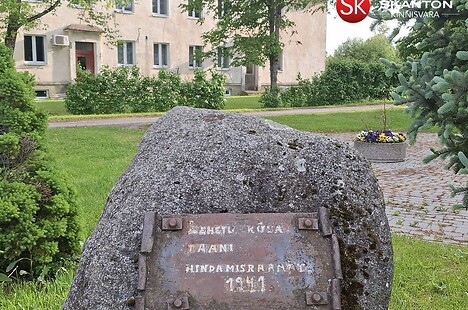 SK SKANTON
KINNISVARA
LEHETU KÜLA
TAANI
HINDAMISRAAMAT
1241